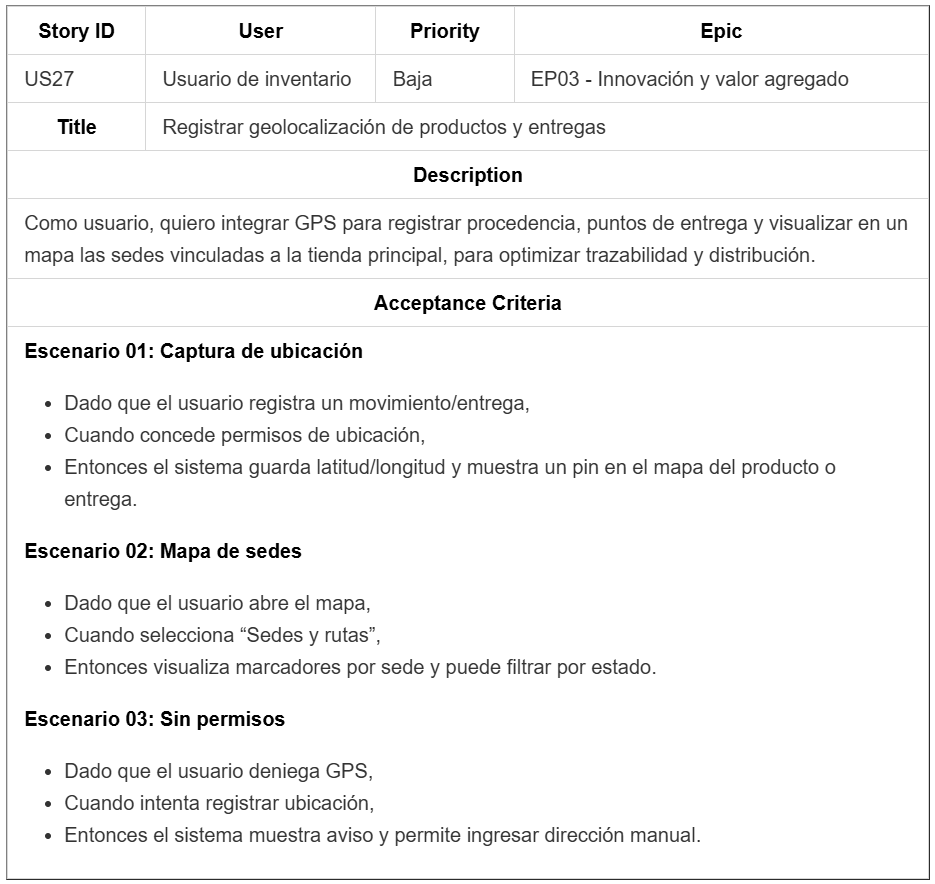 Story ID User Priority Epic
US27 Usuario de inventario Baja EP03 - Innovación y valor agregado
Title Registrar geolocalización de productos y entregas
Description
Como usuario, quiero integrar GPS para registrar procedencia, puntos de entrega y visualizar en un
mapa las sedes vinculadas a la tienda principal, para optimizar trazabilidad y distribución.
Acceptance Criteria
Escenario 01: Captura de ubicación
• Dado que el usuario registra un movimiento/entrega,
• Cuando concede permisos de ubicación,
• Entonces el sistema guarda latitud/longitud y muestra un pin en el mapa del producto o
entrega.
Escenario 02: Mapa de sedes
• Dado que el usuario abre el mapa,
• Cuando selecciona “Sedes y rutas”,
• Entonces visualiza marcadores por sede y puede filtrar por estado.
Escenario 03: Sin permisos
• Dado que el usuario deniega GPS,
• Cuando intenta registrar ubicación,
• Entonces el sistema muestra aviso y permite ingresar dirección manual.